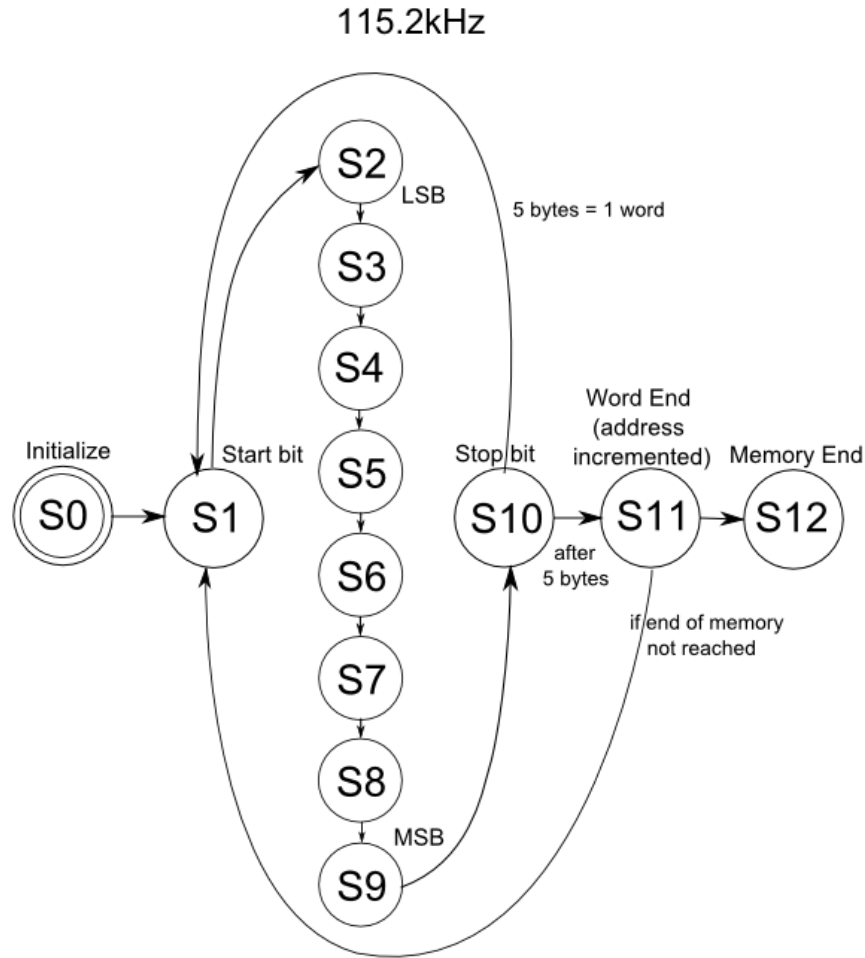 115.2kHz
S2
LSB
5 bytes = 1 word
S3
S4
Word End
(address
incremented)
Initialize
Start bit
S5
Stop bit
Memory End
S0
S1
S10
S11
S12
after
5 bytes
S6
if end of memory
not reached
S7
S8
MSB
S9